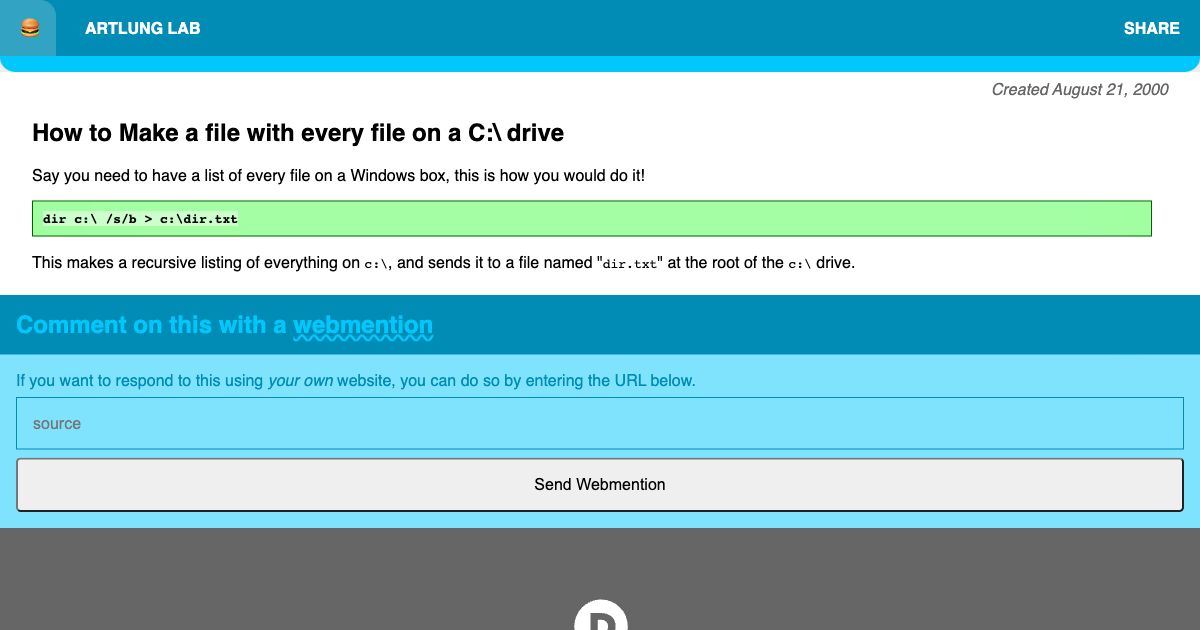 ARTLUNG LAB
SHARE
Created August 21, 2000
How to Make a file with every file on a C:\ drive
Say you need to have a list of every file on a Windows box, this is how you would do it!
dir c:\ /s/b > c:\dir.txt
This makes a recursive listing of everything on c:\, and sends it to a file named "dir.txt" at the root of the c:\ drive.
Comment on this with a webmention
If you want to respond to this using your own website, you can do so by entering the URL below.
source
Send Webmention